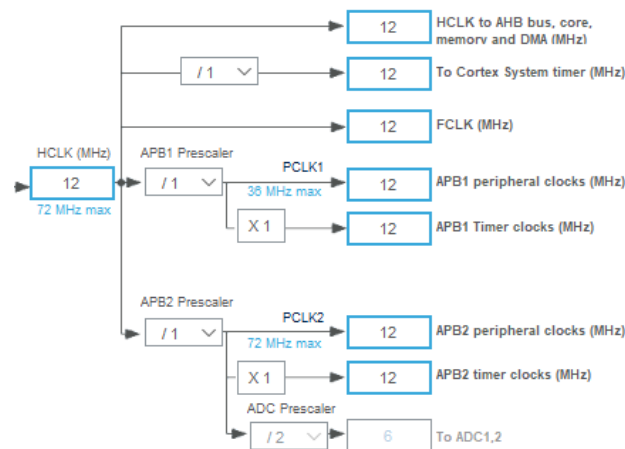 12
HCLK to AHB bus, core,
memory and DMA (MHz)
/ 1
12
To Cortex System timer (MHz)
12
FCLK (MHz)
HCLK (MHz)
12
72 MHz max
APB1 Prescaler
/ 1
PCLK1
36 MHz max
12
APB1 peripheral clocks (MHz)
X 1
12
APB1 Timer clocks (MHz)
APB2 Prescaler
/ 1
PCLK2
72 MHz max
12
APB2 peripheral clocks (MHz)
X 1
12
APB2 timer clocks (MHz)
ADC Prescaler
/ 2
6
To ADC1,2